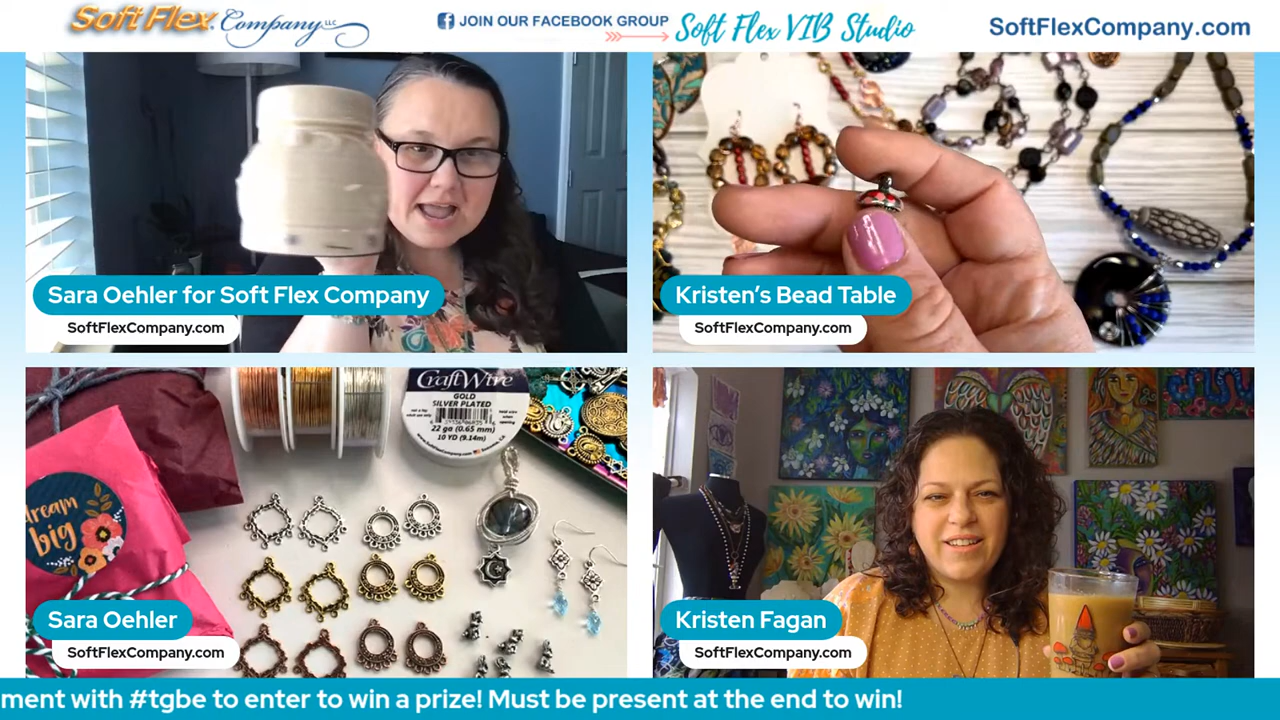 Soft Flex Company LLC
JOIN OUR FACEBOOK GROUP
Soft Flex VIB Studio
SoftFlexCompany.com
Sara Oehler for Soft Flex Company
SoftFlexCompany.com
Kristen’s Bead Table
SoftFlexCompany.com
CraftWire
GOLD
SILVER PLATED
22 ga (0.65 mm)
10 YD (9.14m)
dream
big
Sara Oehler
SoftFlexCompany.com
Kristen Fagan
SoftFlexCompany.com
ment with #tgbe to enter to win a prize! Must be present at the end to win!